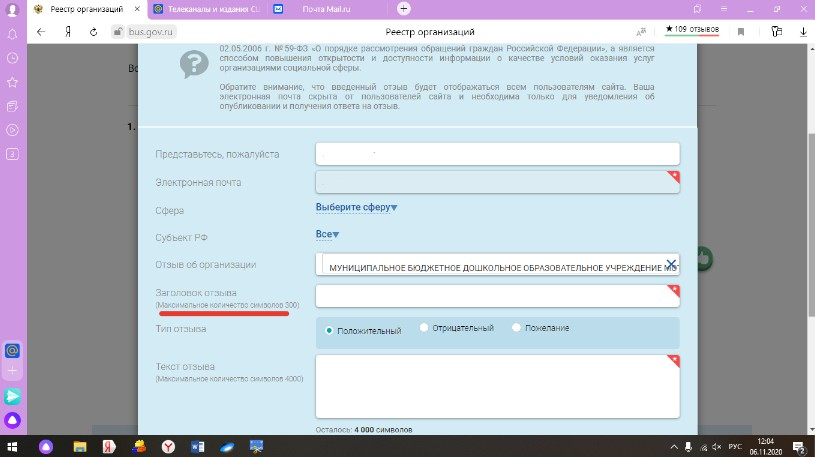 Реестр организаций
Телеканалы и издания
Почта Mail.ru
bus.gov.ru
Реестр организаций
★ 109 отзывов
02.05.2006 г. №59-ФЗ «О порядке рассмотрения обращений граждан Российской Федерации», а является
способом повышения открытости и доступности информации о качестве условий оказания услуг
организациями социальной сферы.
Обратите внимание, что введенный отзыв будет отображаться всем пользователям сайта. Ваша
электронная почта скрыта от пользователей сайта и необходима только для уведомления об
опубликовании и получения ответа на отзыв.
1.
Представьтесь, пожалуйста
Электронная почта
Сфера
Выберите сферу
Субъект РФ
Все
Отзыв об организации
МУНИЦИПАЛЬНОЕ БЮДЖЕТНОЕ ДОШКОЛЬНОЕ ОБРАЗОВАТЕЛЬНОЕ УЧРЕЖДЕНИЕ
Заголовок отзыва
(Максимальное количество символов 300)
Тип отзыва
Положительный
Отрицательный
Пожелание
Текст отзыва
(Максимальное количество символов 4000)
Осталось: 4 000 символов
РУС
12:04
06.11.2020
2